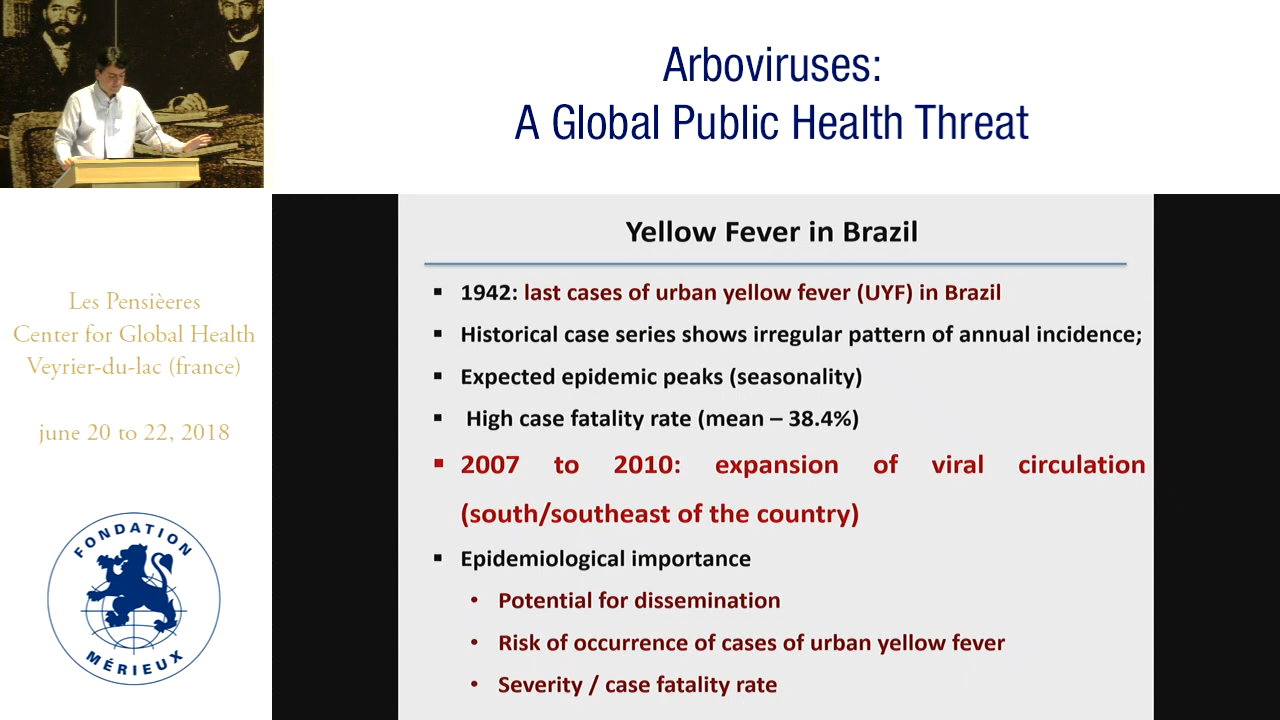 Arboviruses:
A Global Public Health Threat
Les Pensièeres
Center for Global Health
Veyrier-du-lac (france)
june 20 to 22, 2018
FONDATION
MÉRIEUX
Yellow Fever in Brazil
▪ 1942: last cases of urban yellow fever (UYF) in Brazil
▪ Historical case series shows irregular pattern of annual incidence;
▪ Expected epidemic peaks (seasonality)
▪ High case fatality rate (mean – 38.4%)
▪ 2007 to 2010: expansion of viral circulation
(south/southeast of the country)
▪ Epidemiological importance
• Potential for dissemination
• Risk of occurrence of cases of urban yellow fever
• Severity / case fatality rate